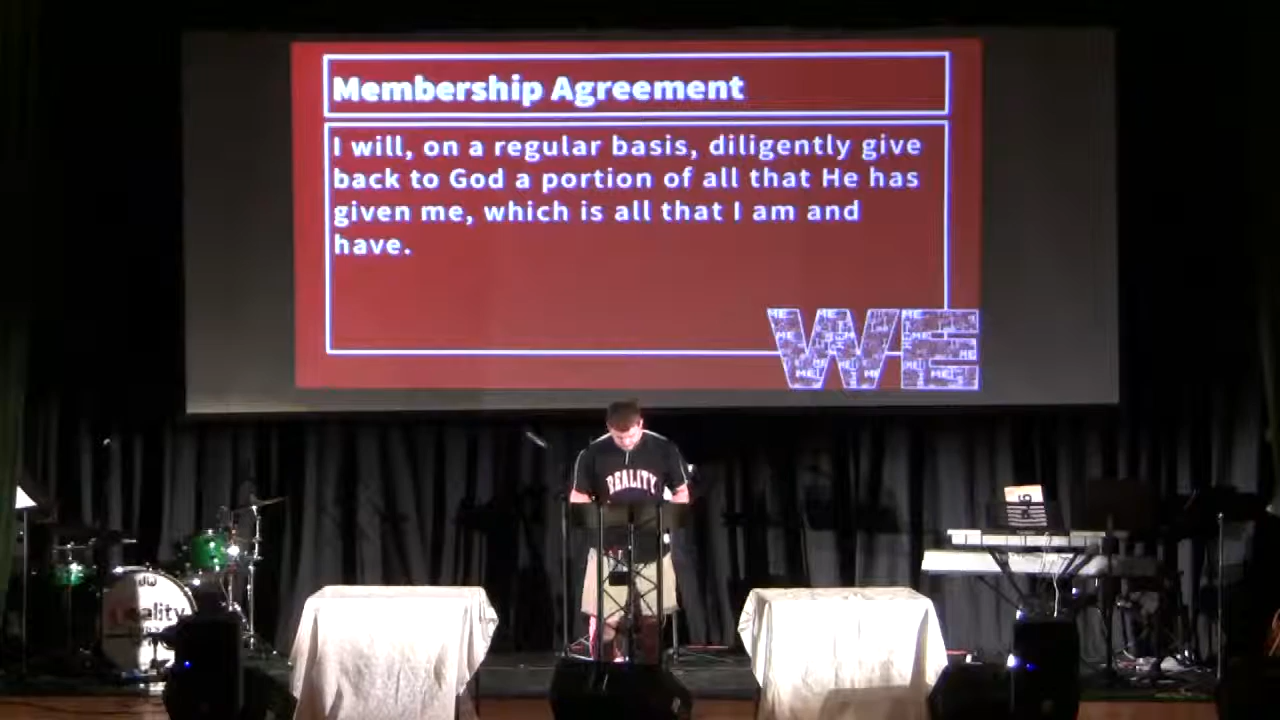 Membership Agreement
I will, on a regular basis, diligently give
back to God a portion of all that He has
given me, which is all that I am and
have.
WE
REALITY
Reality